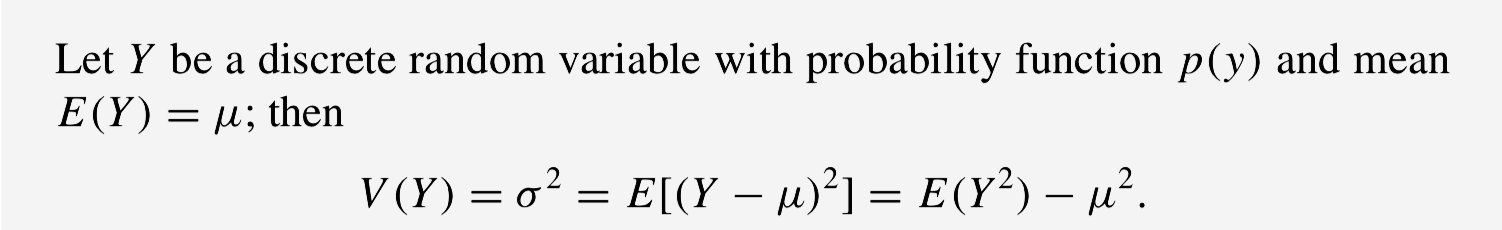 Let Y be a discrete random variable with probability function p(y) and mean
E(Y) = μ; then
V(Y) = σ² = E[(Y − μ)²] = E(Y²) − μ².